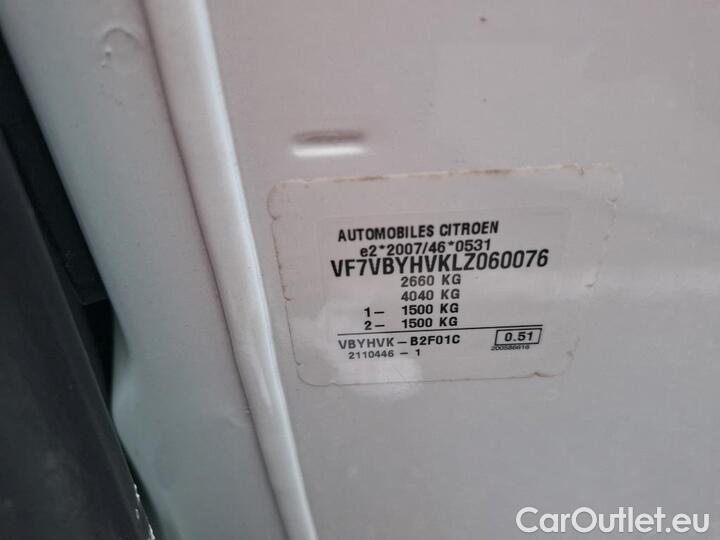 AUTOMOBILES CITROEN
e2*2007/46*0531
VF7VBYHVKLZ060076
2660 KG
4040 KG
1- 1500 KG
2- 1500 KG
VBYHVK-B2F01C 0.51
2110446-1 200586616
CarOutlet.eu